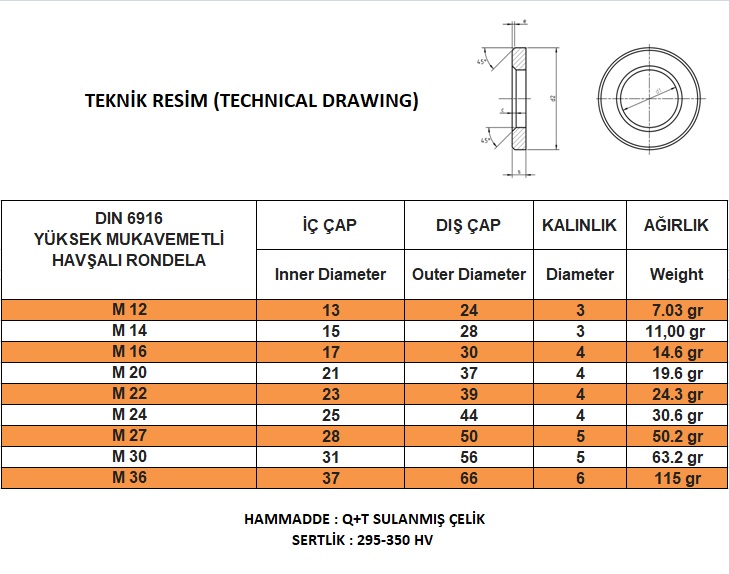 TEKNİK RESİM (TECHNICAL DRAWING)
e
45°
d2
c
45°
s
d1
DIN 6916
YÜKSEK MUKAVEMETLİ
HAVŞALI RONDELA
İÇ ÇAP DIŞ ÇAP KALINLIK AĞIRLIK
Inner Diameter Outer Diameter Diameter Weight
M 12 13 24 3 7.03 gr
M 14 15 28 3 11,00 gr
M 16 17 30 4 14.6 gr
M 20 21 37 4 19.6 gr
M 22 23 39 4 24.3 gr
M 24 25 44 4 30.6 gr
M 27 28 50 5 50.2 gr
M 30 31 56 5 63.2 gr
M 36 37 66 6 115 gr
HAMMADDE : Q+T SULANMIŞ ÇELİK
SERTLİK : 295-350 HV